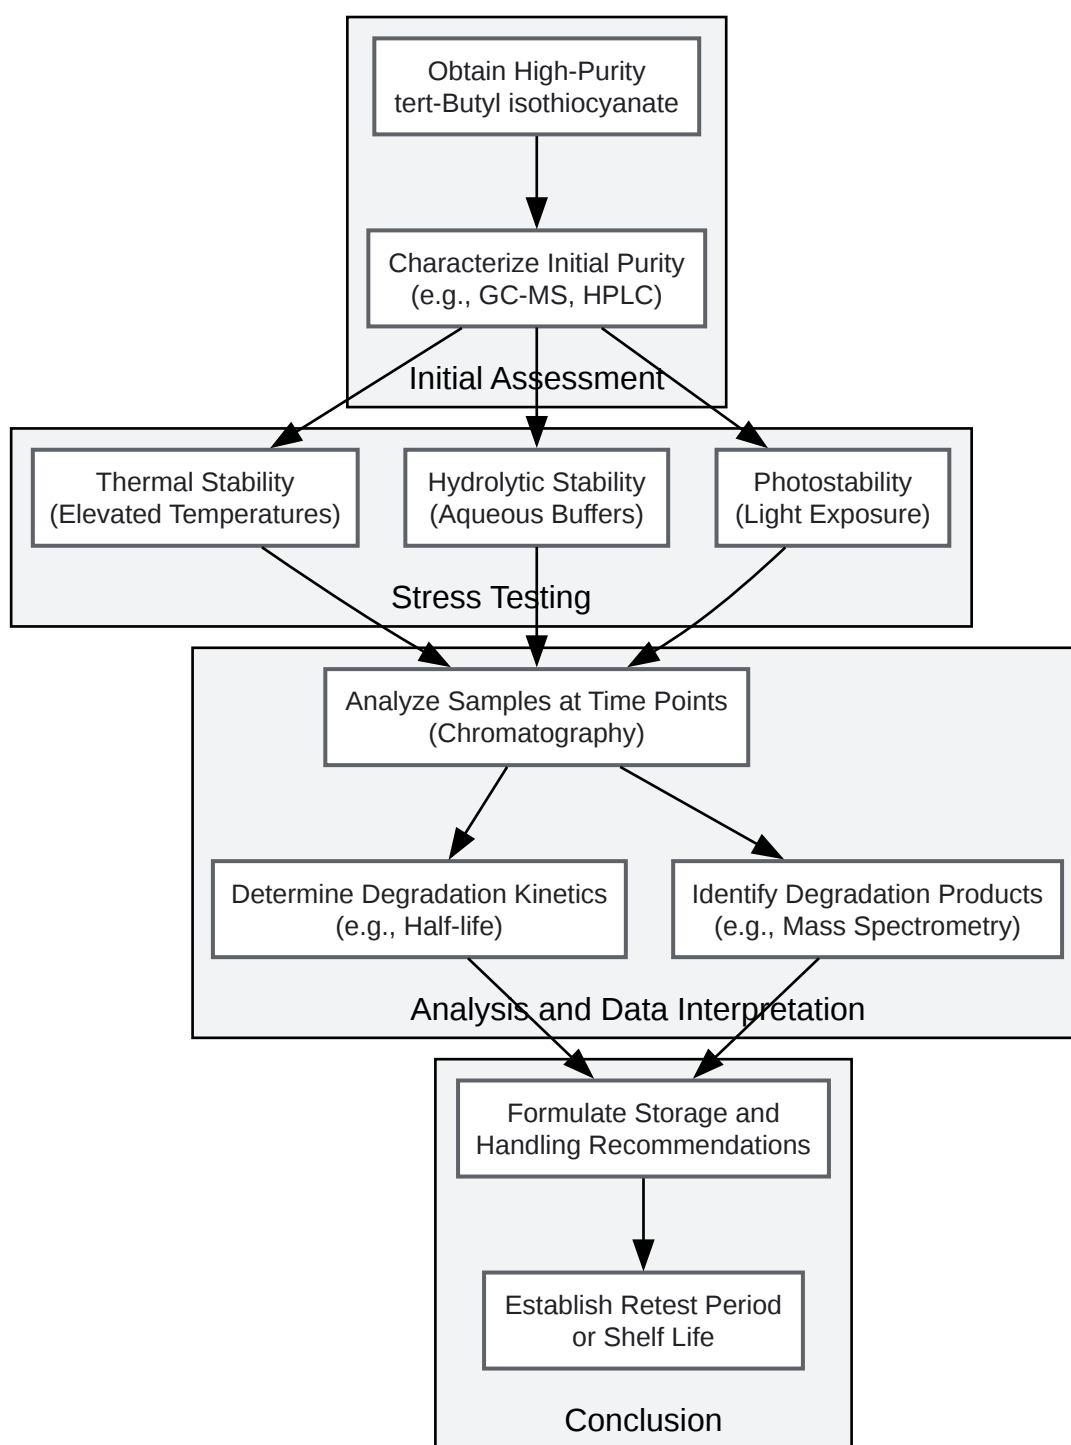 Obtain High-Purity
tert-Butyl isothiocyanate
Characterize Initial Purity
(e.g., GC-MS, HPLC)
Initial Assessment
Thermal Stability
(Elevated Temperatures)
Hydrolytic Stability
(Aqueous Buffers)
Photostability
(Light Exposure)
Stress Testing
Analyze Samples at Time Points
(Chromatography)
Determine Degradation Kinetics
(e.g., Half-life)
Identify Degradation Products
(e.g., Mass Spectrometry)
Analysis and Data Interpretation
Formulate Storage and
Handling Recommendations
Establish Retest Period
or Shelf Life
Conclusion